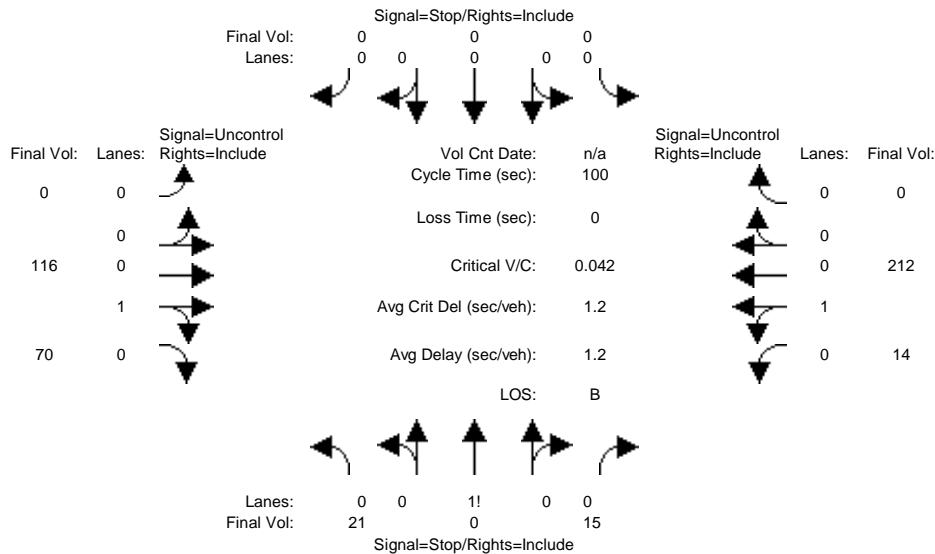 Signal=Stop/Rights=Include
Final Vol: 0 0 0
Lanes: 0 0 0 0 0
Signal=Uncontrol Signal=Uncontrol
Final Vol: Lanes: Rights=Include Vol Cnt Date: n/a Rights=Include Lanes: Final Vol:
Cycle Time (sec): 100
0 0 0 0
Loss Time (sec): 0
0 0
116 0 Critical V/C: 0.042 0 212
1 Avg Crit Del (sec/veh): 1.2 1
70 0 Avg Delay (sec/veh): 1.2 0 14
LOS: B
Lanes: 0 0 1! 0 0
Final Vol: 21 0 15
Signal=Stop/Rights=Include